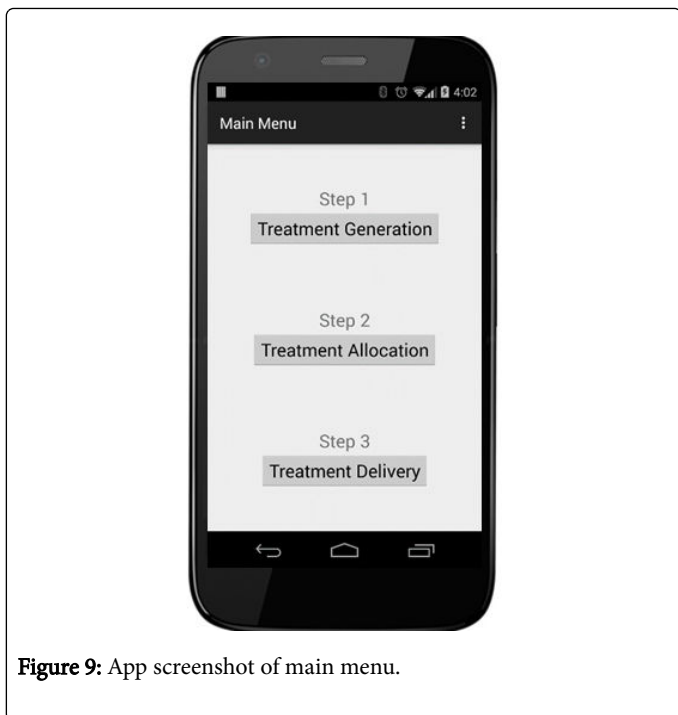 4:02
Main Menu
Step 1
Treatment Generation
Step 2
Treatment Allocation
Step 3
Treatment Delivery
Figure 9: App screenshot of main menu.